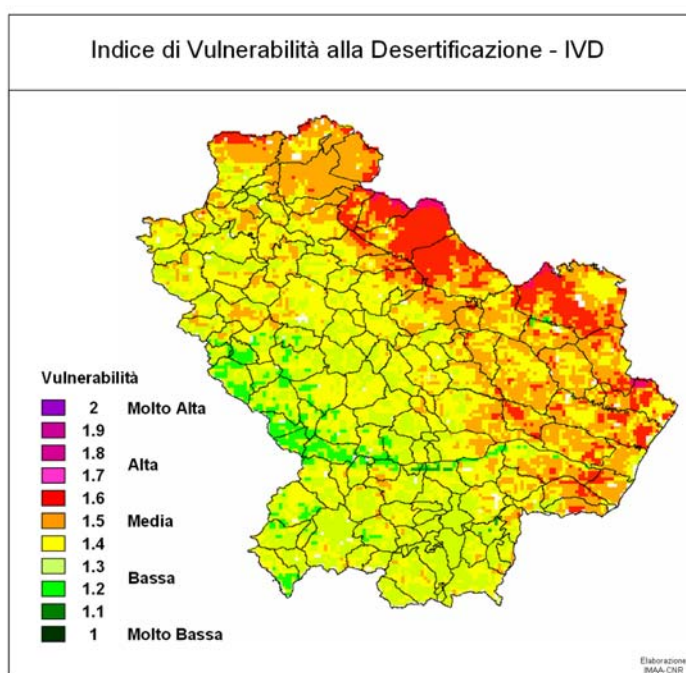 Indice di Vulnerabilità alla Desertificazione - IVD
Vulnerabilità
2 Molto Alta
1.9
1.8
Alta
1.7
1.6
1.5 Media
1.4
1.3
Bassa
1.2
1.1
1 Molto Bassa
Elaborazione
IMAA-CNR